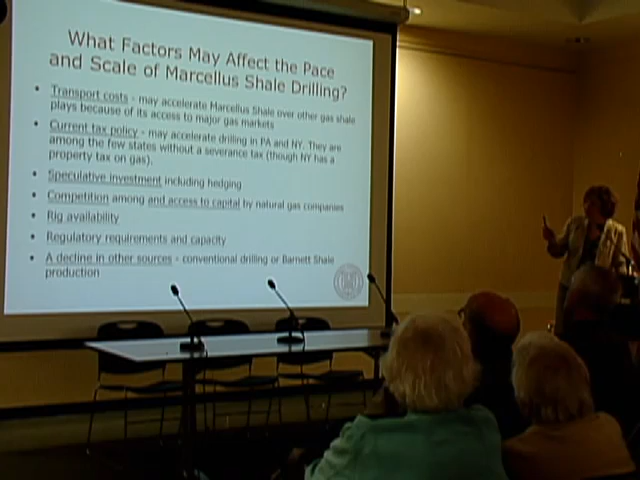 What Factors May Affect the Pace
and Scale of Marcellus Shale Drilling?
• Transport costs - may accelerate Marcellus Shale over other gas shale
plays because of its access to major gas markets
• Current tax policy - may accelerate drilling in PA and NY. They are
among the few states without a severance tax (though NY has a
property tax on gas).
• Speculative investment including hedging
• Competition among and access to capital by natural gas companies
• Rig availability
• Regulatory requirements and capacity
• A decline in other sources - conventional drilling or Barnett Shale
production